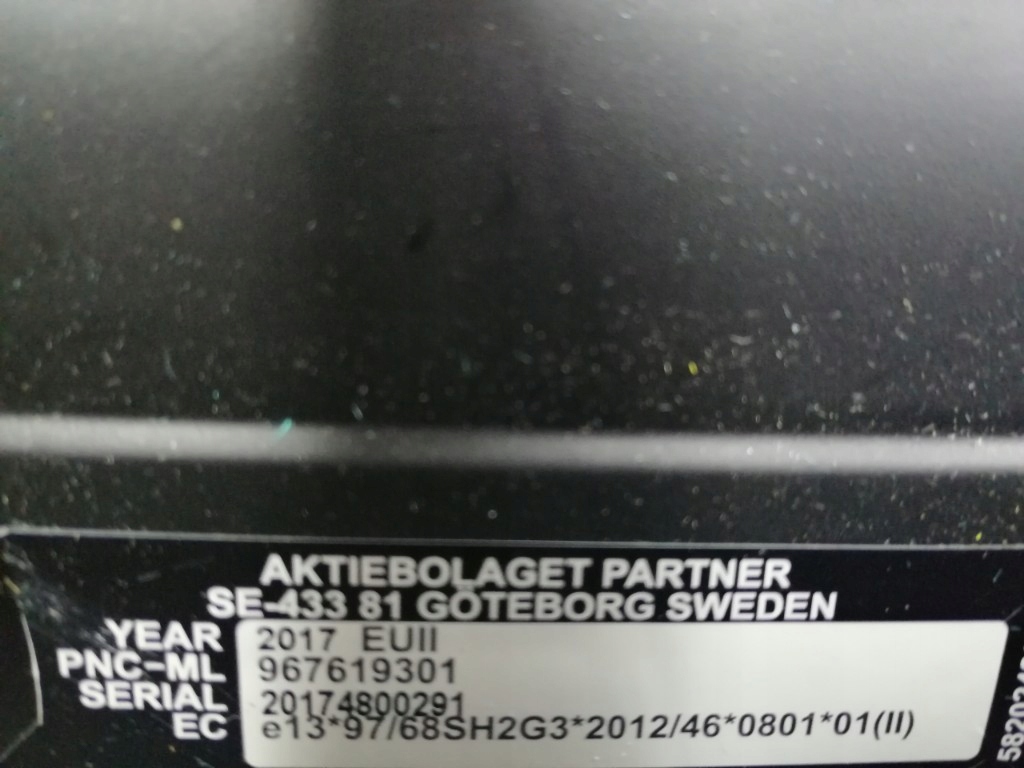 AKTIEBOLAGET PARTNER
SE-433 81 GÖTEBORG SWEDEN
YEAR 2017 EUII
PNC-ML 967619301
SERIAL 20174800291
EC e13*97/68SH2G3*2012/46*0801*01(II)